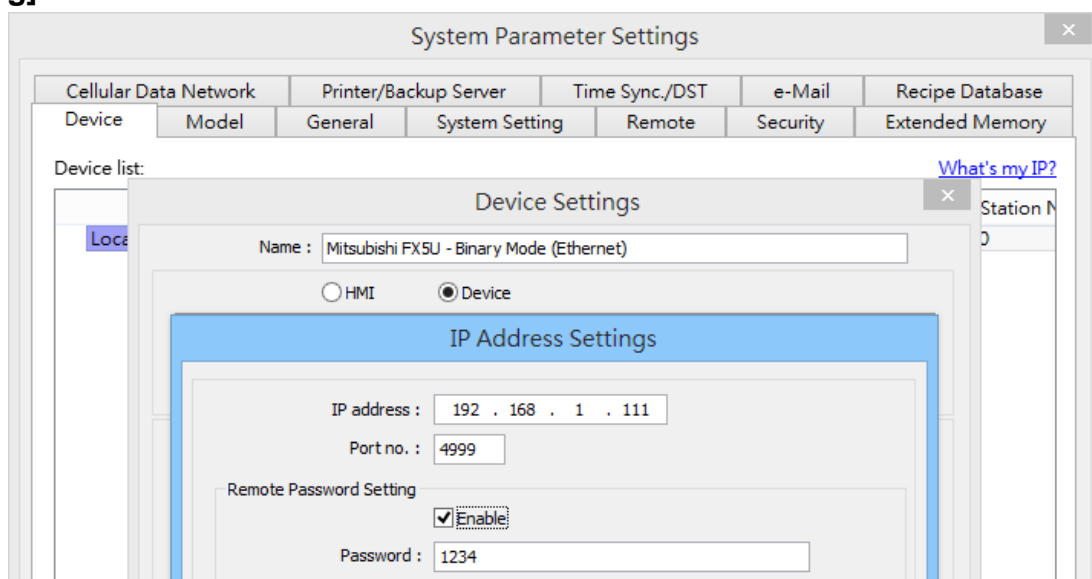 System Parameter Settings
Cellular Data Network Printer/Backup Server Time Sync./DST e-Mail Recipe Database
Device Model General System Setting Remote Security Extended Memory
Device list: What's my IP?
Device Settings
Station N
Loca 0
Name : Mitsubishi FX5U - Binary Mode (Ethernet)
HMI Device
IP Address Settings
IP address : 192 . 168 . 1 . 111
Port no. : 4999
Remote Password Setting
Enable
Password : 1234